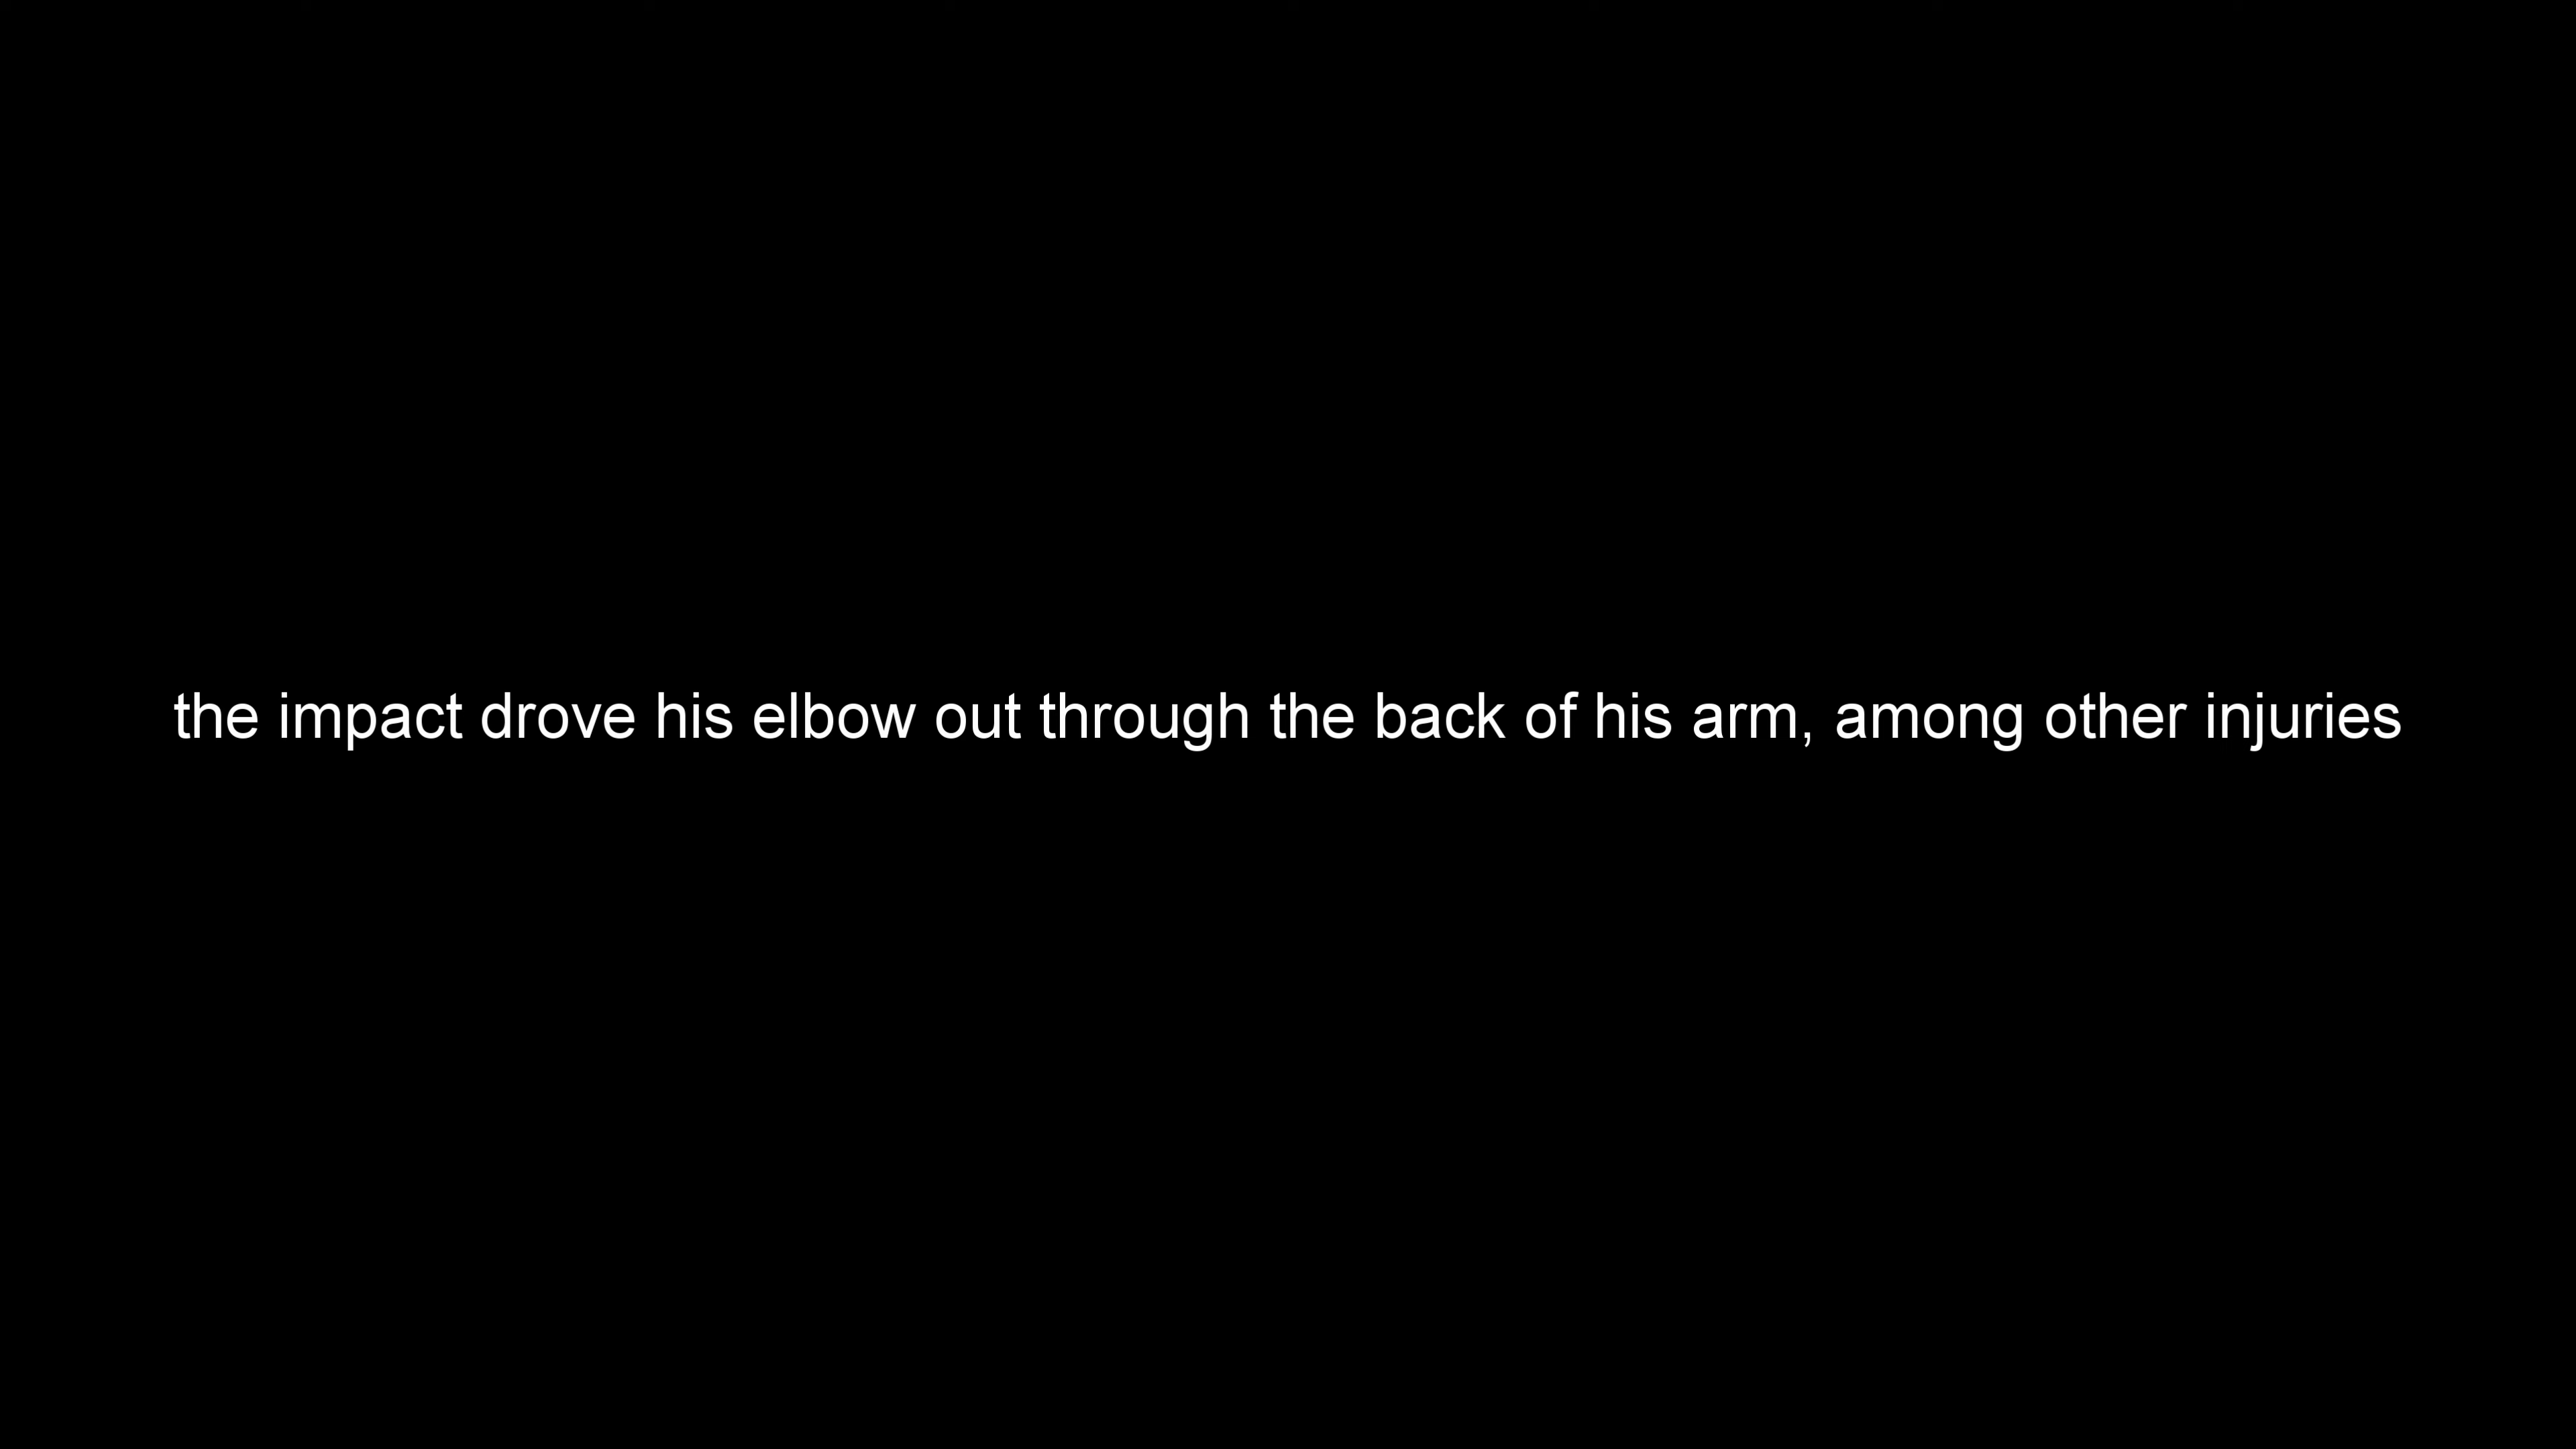 the impact drove his elbow out through the back of his arm, among other injuries